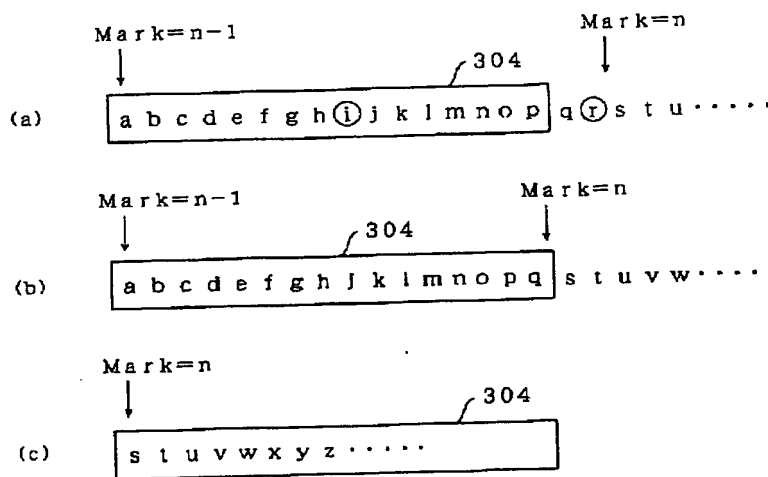 Mark=n-1 Mark=n
304
(a) a b c d e f g h i j k l m n o p q r s t u ·····
Mark=n-1 Mark=n
304
(b) a b c d e f g h j k l m n o p q s t u v w ····
Mark=n
304
(c) s t u v w x y z ·····